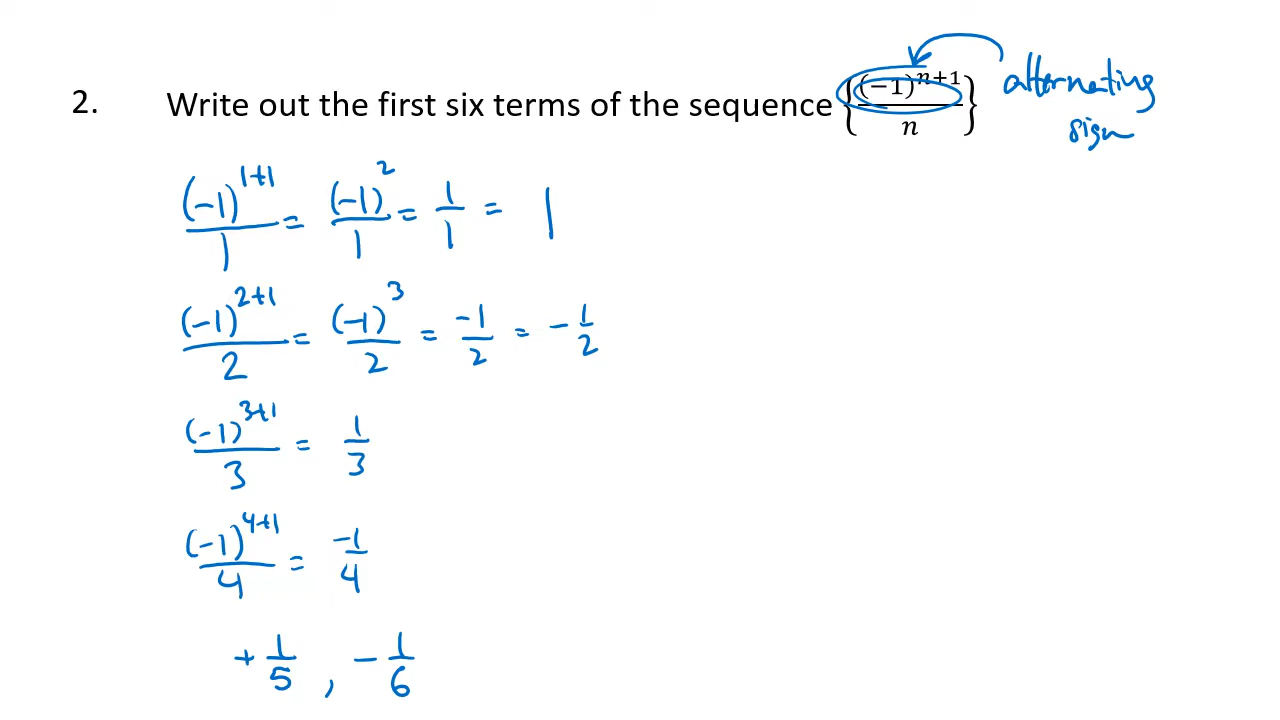 2. Write out the first six terms of the sequence {(−1)^{n+1}/n} alternating
sign
(-1)^{1+1}/1 = (-1)^2/1 = 1/1 = 1
(-1)^{2+1}/2 = (-1)^3/2 = -1/2 = -1/2
(-1)^{3+1}/3 = 1/3
(-1)^{4+1}/4 = -1/4
+1/5, -1/6